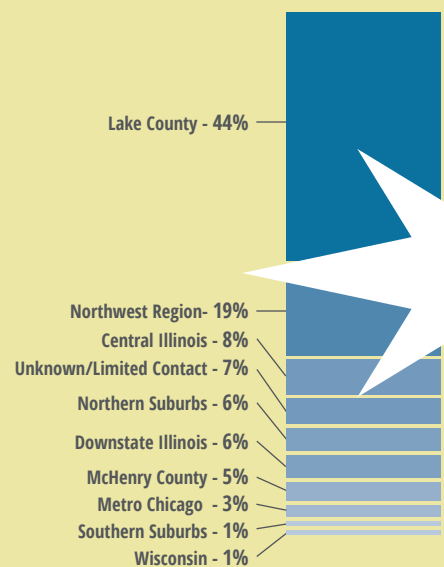 Lake County - 44%
Northwest Region- 19%
Central Illinois - 8%
Unknown/Limited Contact - 7%
Northern Suburbs - 6%
Downstate Illinois - 6%
McHenry County - 5%
Metro Chicago - 3%
Southern Suburbs - 1%
Wisconsin - 1%